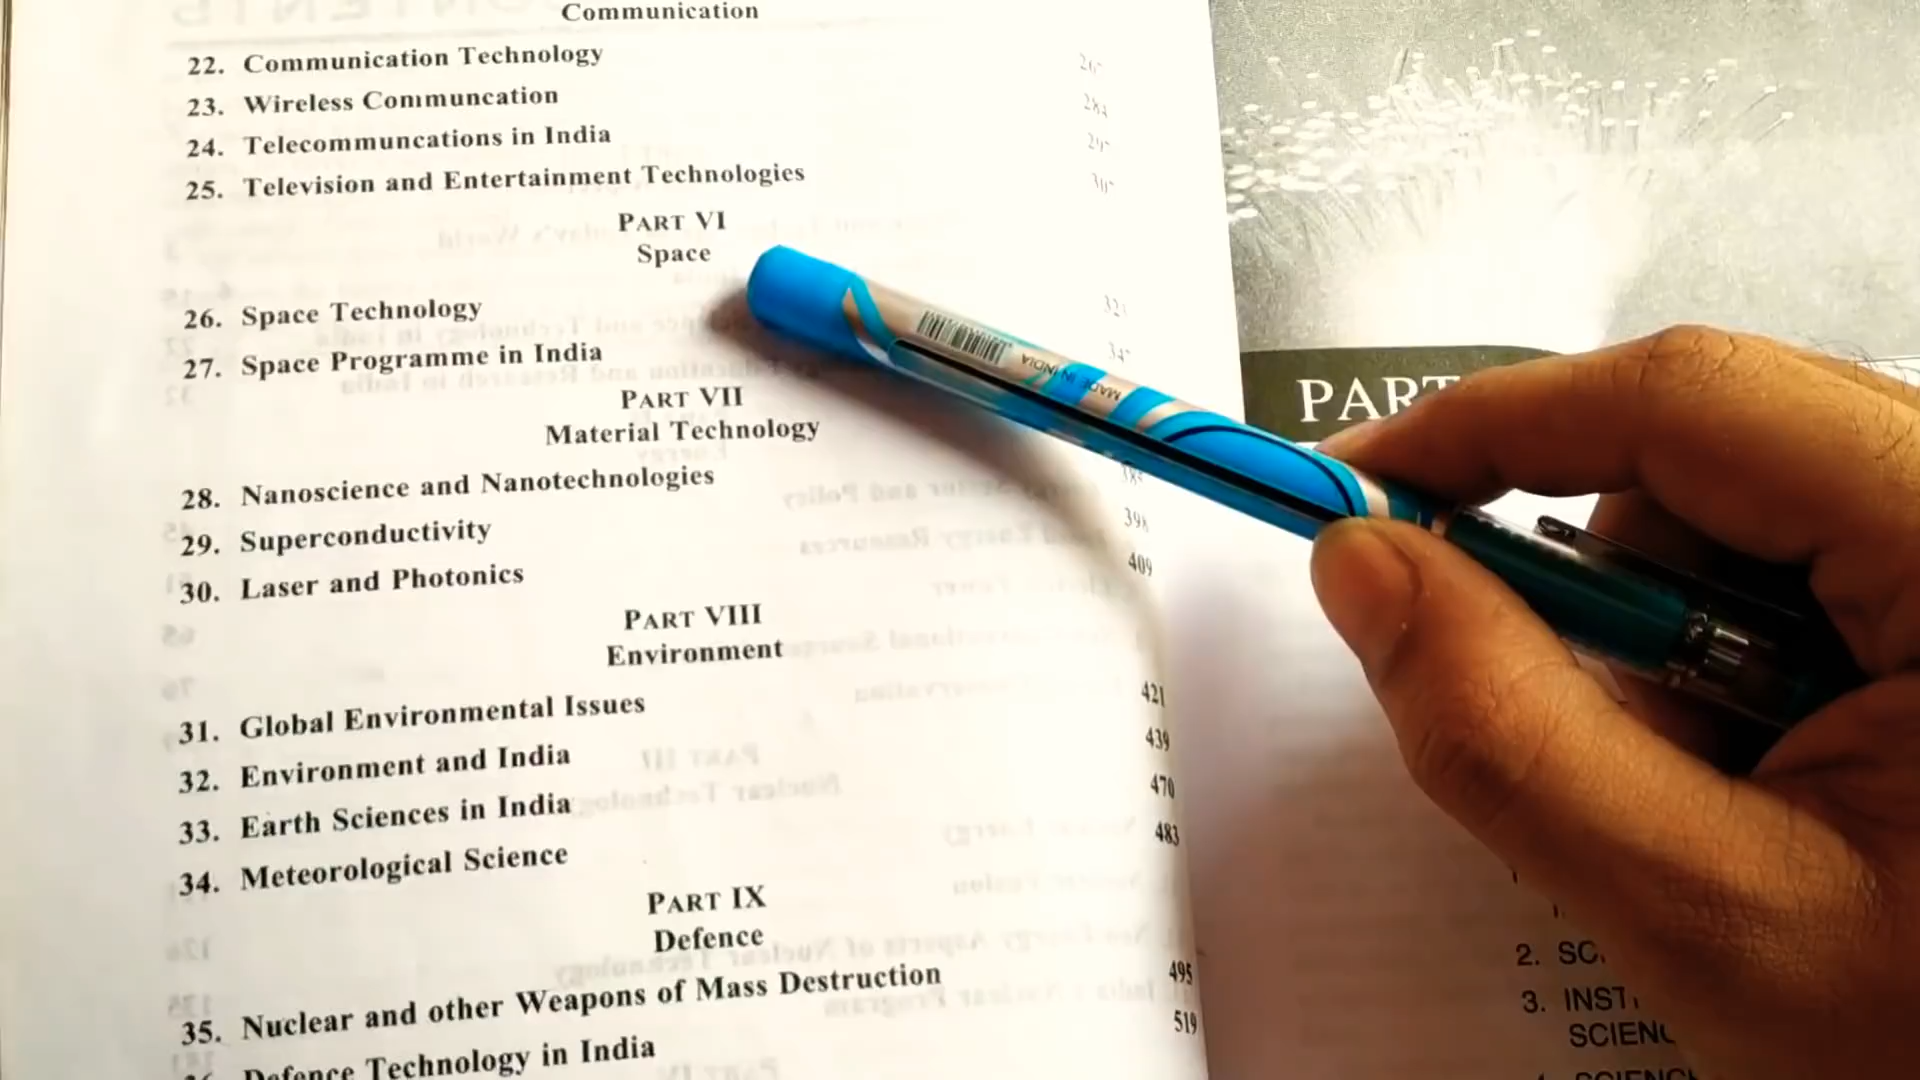 Communication
22. Communication Technology
23. Wireless Communcation 284
24. Telecommuncations in India
25. Television and Entertainment Technologies
PART VI
Space
26. Space Technology
27. Space Programme in India
PART VII
Material Technology
28. Nanoscience and Nanotechnologies
29. Superconductivity 398
30. Laser and Photonics 409
PART VIII
Environment
31. Global Environmental Issues 421
32. Environment and India 439
33. Earth Sciences in India 470
34. Meteorological Science 483
PART IX
Defence
35. Nuclear and other Weapons of Mass Destruction 495
Defence Technology in India 519
MADE IN INDIA
PART
2. SC
3. INST
SCIENC